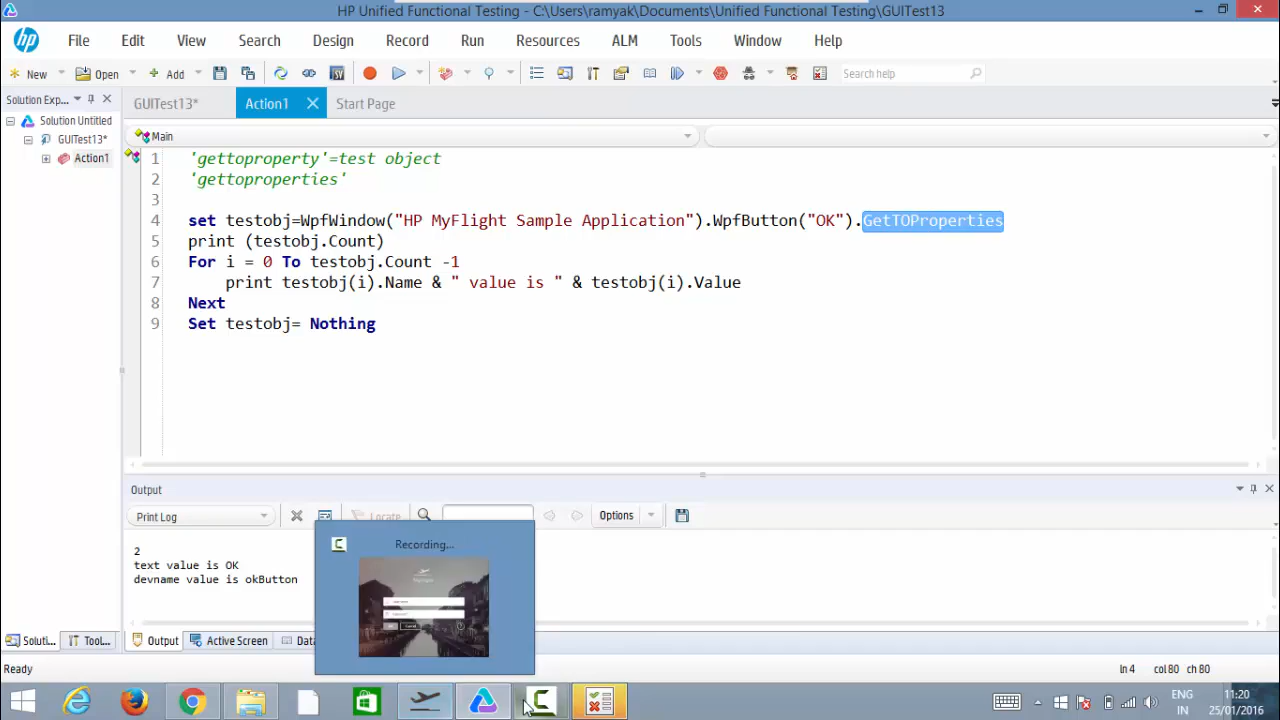 HP Unified Functional Testing - C:\Users\ramyak\Documents\Unified Functional Testing\GUITest13
hp File Edit View Search Design Record Run Resources ALM Tools Window Help
New Open Add Search help
Solution Exp...
GUITest13* Action1 Start Page
Solution Untitled
GUITest13*
Action1
Main
1 'gettoproperty'=test object
2 'gettoproperties'
3
4 set testobj=WpfWindow("HP MyFlight Sample Application").WpfButton("OK").GetTOProperties
5 print (testobj.Count)
6 For i = 0 To testobj.Count -1
7 print testobj(i).Name & " value is " & testobj(i).Value
8 Next
9 Set testobj= Nothing
Output
Print Log Locate Options
2
text value is OK
devname value is okButton
Recording...
Soluti... Tool... Output Active Screen Data
Ready
ln 4 col 80 ch 80
ENG
IN
11:20
25/01/2016